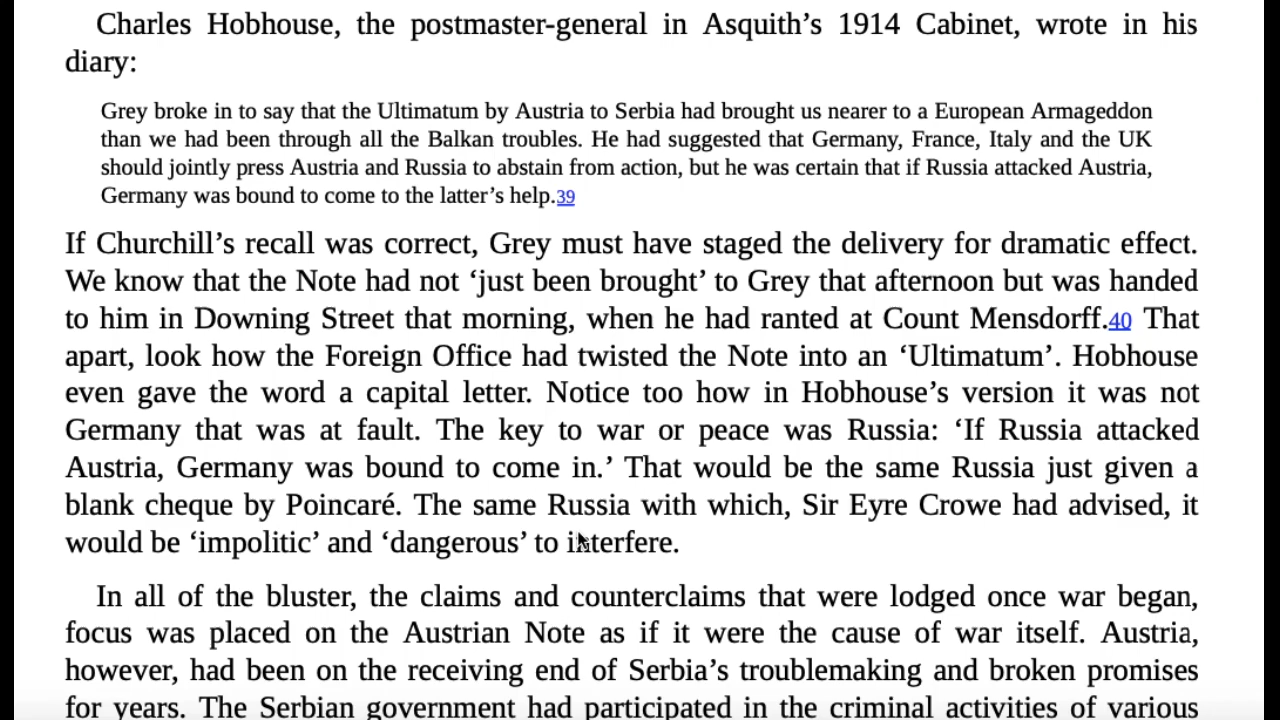 Charles Hobhouse, the postmaster-general in Asquith’s 1914 Cabinet, wrote in his
diary:
Grey broke in to say that the Ultimatum by Austria to Serbia had brought us nearer to a European Armageddon
than we had been through all the Balkan troubles. He had suggested that Germany, France, Italy and the UK
should jointly press Austria and Russia to abstain from action, but he was certain that if Russia attacked Austria,
Germany was bound to come to the latter’s help.39
If Churchill’s recall was correct, Grey must have staged the delivery for dramatic effect.
We know that the Note had not ‘just been brought’ to Grey that afternoon but was handed
to him in Downing Street that morning, when he had ranted at Count Mensdorff.40 That
apart, look how the Foreign Office had twisted the Note into an ‘Ultimatum’. Hobhouse
even gave the word a capital letter. Notice too how in Hobhouse’s version it was not
Germany that was at fault. The key to war or peace was Russia: ‘If Russia attacked
Austria, Germany was bound to come in.’ That would be the same Russia just given a
blank cheque by Poincaré. The same Russia with which, Sir Eyre Crowe had advised, it
would be ‘impolitic’ and ‘dangerous’ to interfere.
In all of the bluster, the claims and counterclaims that were lodged once war began,
focus was placed on the Austrian Note as if it were the cause of war itself. Austria,
however, had been on the receiving end of Serbia’s troublemaking and broken promises
for years. The Serbian government had participated in the criminal activities of various